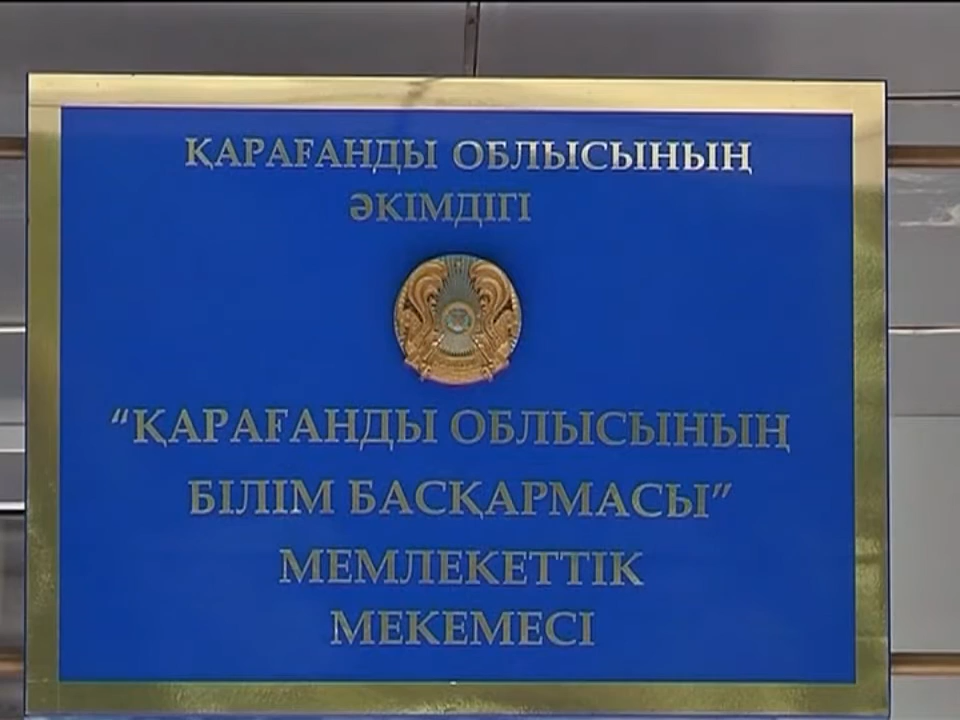 ҚАРАҒАНДЫ ОБЛЫСЫНЫҢ
ӘКІМДІГІ
“ҚАРАҒАНДЫ ОБЛЫСЫНЫҢ
БІЛІМ БАСҚАРМАСЫ”
МЕМЛЕКЕТТІК
МЕКЕМЕСІ